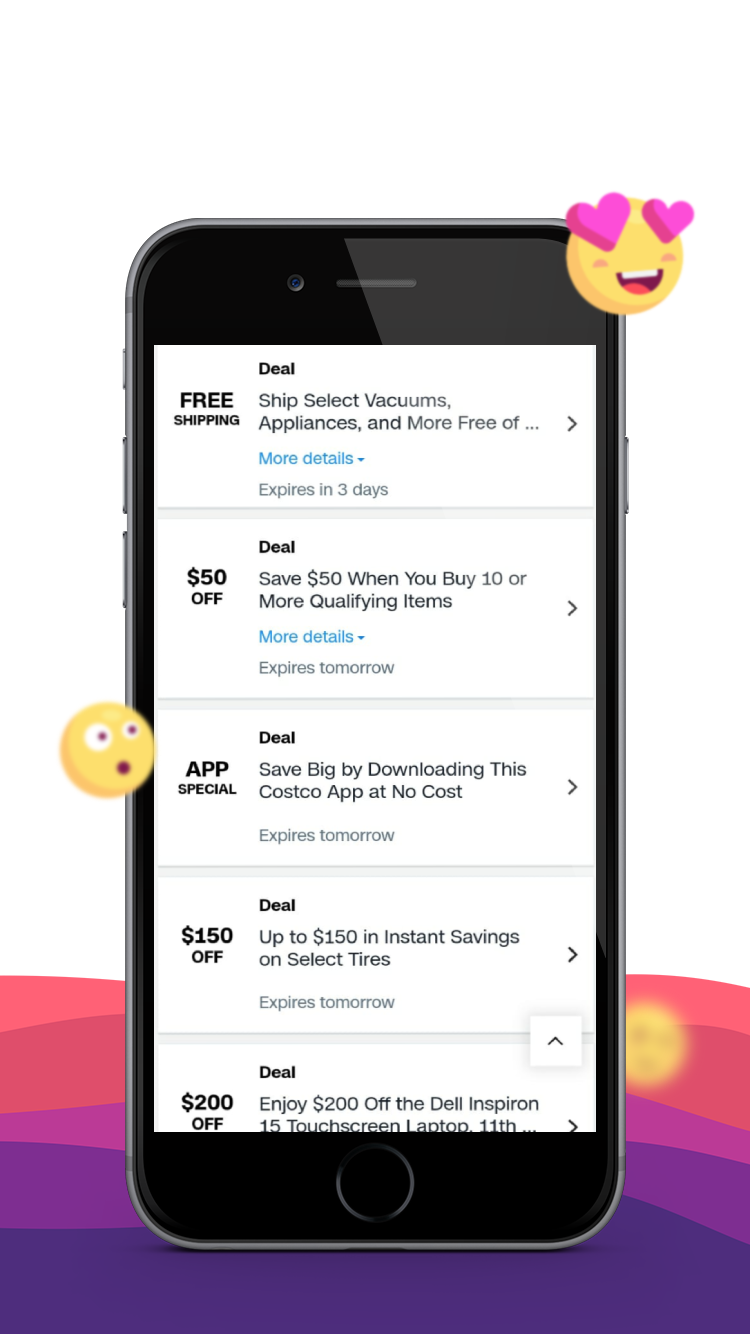 Deal
FREE
SHIPPING
Ship Select Vacuums,
Appliances, and More Free of ...
More details
Expires in 3 days
Deal
$50
OFF
Save $50 When You Buy 10 or
More Qualifying Items
More details
Expires tomorrow
Deal
APP
SPECIAL
Save Big by Downloading This
Costco App at No Cost
Expires tomorrow
Deal
$150
OFF
Up to $150 in Instant Savings
on Select Tires
Expires tomorrow
Deal
$200
OFF
Enjoy $200 Off the Dell Inspiron
15 Touchscreen Laptop, 11th ...